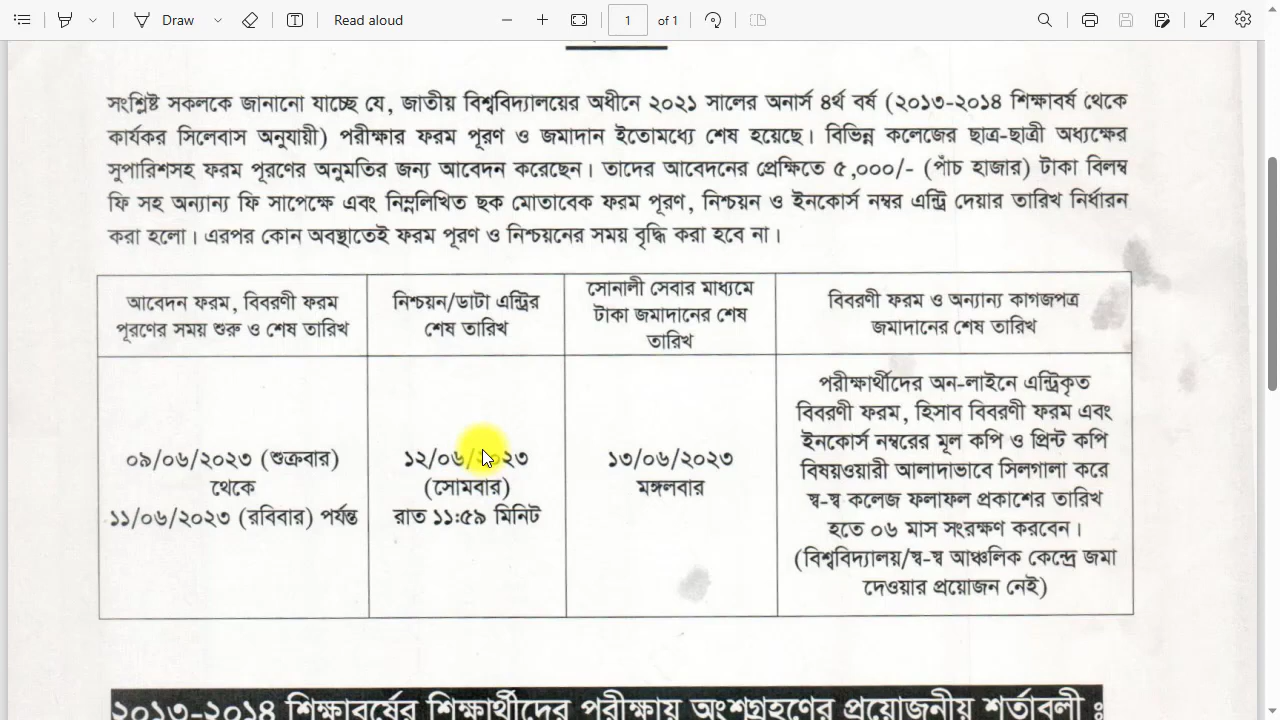 Draw
Read aloud
1 of 1
সংশ্লিষ্ট সকলকে জানানো যাচ্ছে যে, জাতীয় বিশ্ববিদ্যালয়ের অধীনে ২০২১ সালের অনার্স ৪র্থ বর্ষ (২০১৩-২০১৪ শিক্ষাবর্ষ থেকে
কার্যকর সিলেবাস অনুযায়ী) পরীক্ষার ফরম পূরণ ও জমাদান ইতোমধ্যে শেষ হয়েছে। বিভিন্ন কলেজের ছাত্র-ছাত্রী অধ্যক্ষের
সুপারিশসহ ফরম পূরণের অনুমতির জন্য আবেদন করেছেন। তাদের আবেদনের প্রেক্ষিতে ৫,০০০/- (পাঁচ হাজার) টাকা বিলম্ব
ফি সহ অন্যান্য ফি সাপেক্ষে এবং নিম্নলিখিত ছক মোতাবেক ফরম পূরণ, নিশ্চয়ন ও ইনকোর্স নম্বর এন্ট্রি দেয়ার তারিখ নির্ধারন
করা হলো। এরপর কোন অবস্থাতেই ফরম পূরণ ও নিশ্চয়নের সময় বৃদ্ধি করা হবে না।
আবেদন ফরম, বিবরণী ফরম
পূরণের সময় শুরু ও শেষ তারিখ
নিশ্চয়ন/ডাটা এন্ট্রির
শেষ তারিখ
সোনালী সেবার মাধ্যমে
টাকা জমাদানের শেষ
তারিখ
বিবরণী ফরম ও অন্যান্য কাগজপত্র
জমাদানের শেষ তারিখ
০৯/০৬/২০২৩ (শুক্রবার)
থেকে
১১/০৬/২০২৩ (রবিবার) পর্যন্ত
১২/০৬/২০২৩
(সোমবার)
রাত ১১:৫৯ মিনিট
১৩/০৬/২০২৩
মঙ্গলবার
পরীক্ষার্থীদের অন-লাইনে এন্ট্রিকৃত
বিবরণী ফরম, হিসাব বিবরণী ফরম এবং
ইনকোর্স নম্বরের মূল কপি ও প্রিন্ট কপি
বিষয়ওয়ারী আলাদাভাবে সিলগালা করে
স্ব-স্ব কলেজ ফলাফল প্রকাশের তারিখ
হতে ০৬ মাস সংরক্ষণ করবেন।
(বিশ্ববিদ্যালয়/স্ব-স্ব আঞ্চলিক কেন্দ্রে জমা
দেওয়ার প্রয়োজন নেই)
২০১৩-২০১৪ শিক্ষাবর্ষের শিক্ষার্থীদের পরীক্ষায় অংশগ্রহণের প্রয়োজনীয় শর্তাবলী ঃ